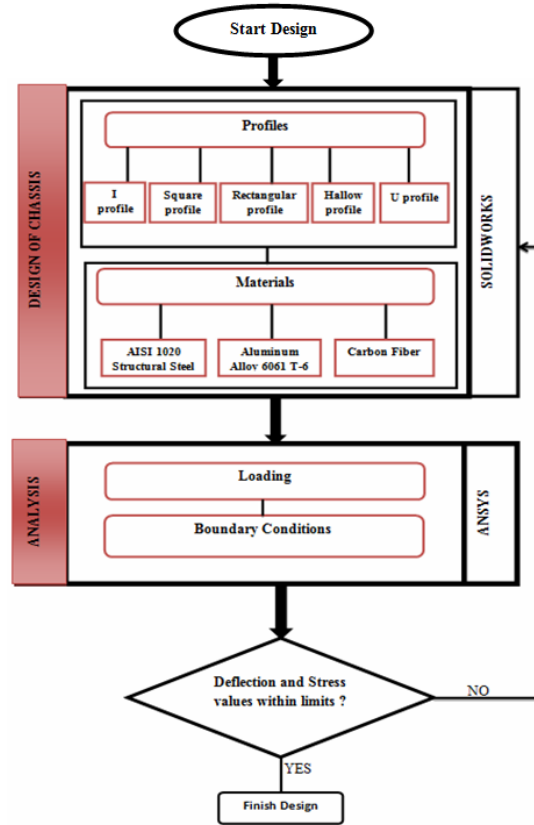 Start Design
DESIGN OF CHASSIS
Profiles
I
profile
Square
profile
Rectangular
profile
Hallow
profile
U profile
SOLIDWORKS
Materials
AISI 1020
Structural Steel
Aluminum
Alloy 6061 T-6
Carbon Fiber
ANALYSIS
Loading
Boundary Conditions
ANSYS
Deflection and Stress
values within limits ?
NO
YES
Finish Design